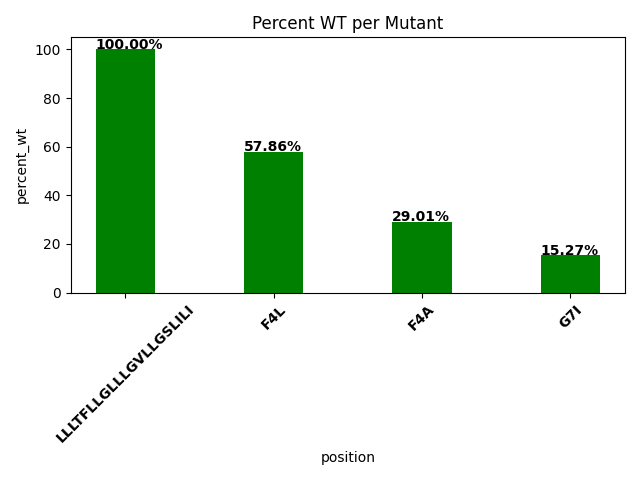 Percent WT per Mutant
percent_wt
100
80
60
40
20
0
100.00%
57.86%
29.01%
15.27%
LLLTFLLGLLLGVLLGSLILI
F4L
F4A
G7I
position